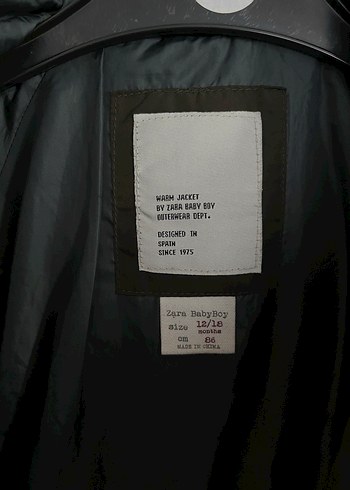 WARM JACKET
BY ZARA BABY BOY
OUTERWEAR DEPT.
DESIGNED IN
SPAIN
SINCE 1975
Zara BabyBoy
size 12/18
months
cm 86
MADE IN CHINA